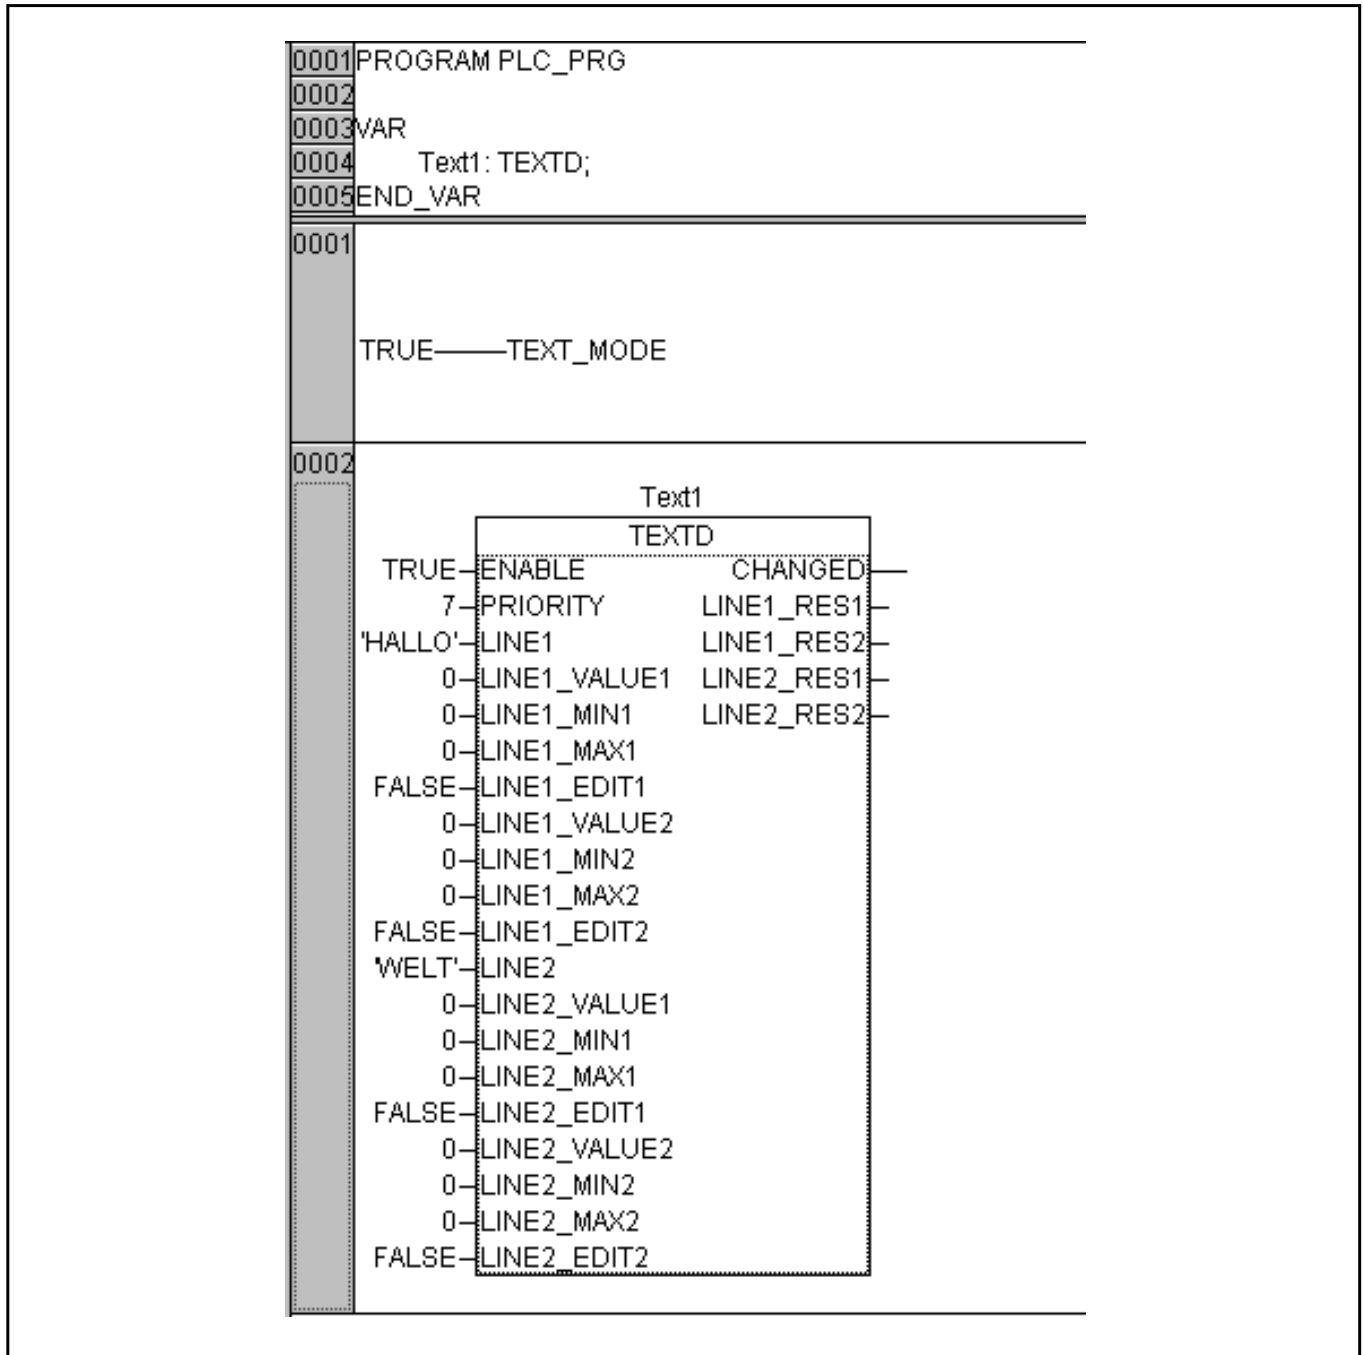 0001 PROGRAM PLC_PRG
0002
0003 VAR
0004 Text1: TEXTD;
0005 END_VAR
0001
TRUE TEXT_MODE
0002
Text1
TEXTD
TRUE ENABLE CHANGED
7 PRIORITY LINE1_RES1
'HALLO' LINE1 LINE1_RES2
0 LINE1_VALUE1 LINE2_RES1
0 LINE1_MIN1 LINE2_RES2
0 LINE1_MAX1
FALSE LINE1_EDIT1
0 LINE1_VALUE2
0 LINE1_MIN2
0 LINE1_MAX2
FALSE LINE1_EDIT2
'WELT' LINE2
0 LINE2_VALUE1
0 LINE2_MIN1
0 LINE2_MAX1
FALSE LINE2_EDIT1
0 LINE2_VALUE2
0 LINE2_MIN2
0 LINE2_MAX2
FALSE LINE2_EDIT2